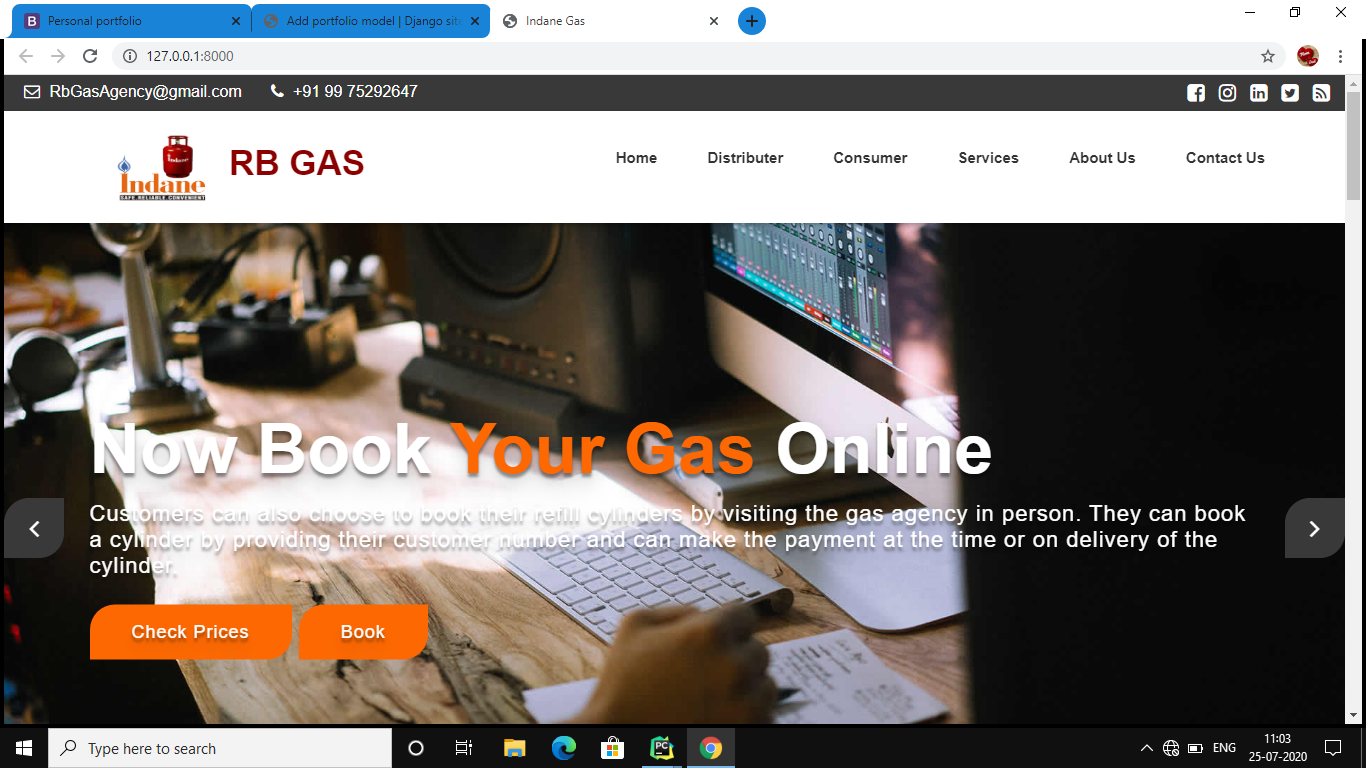 Personal portfolio
Add portfolio model | Django sit
Indane Gas
127.0.0.1:8000
RbGasAgency@gmail.com
+91 99 75292647
Indane
Indane
SAFE.RELIABLE.CONVENIENT
RB GAS
Home
Distributer
Consumer
Services
About Us
Contact Us
Now Book Your Gas Online
Customers can also choose to book their refill cylinders by visiting the gas agency in person. They can book
a cylinder by providing their customer number and can make the payment at the time or on delivery of the
cylinder.
Check Prices
Book
Type here to search
PC
ENG
11:03
25-07-2020